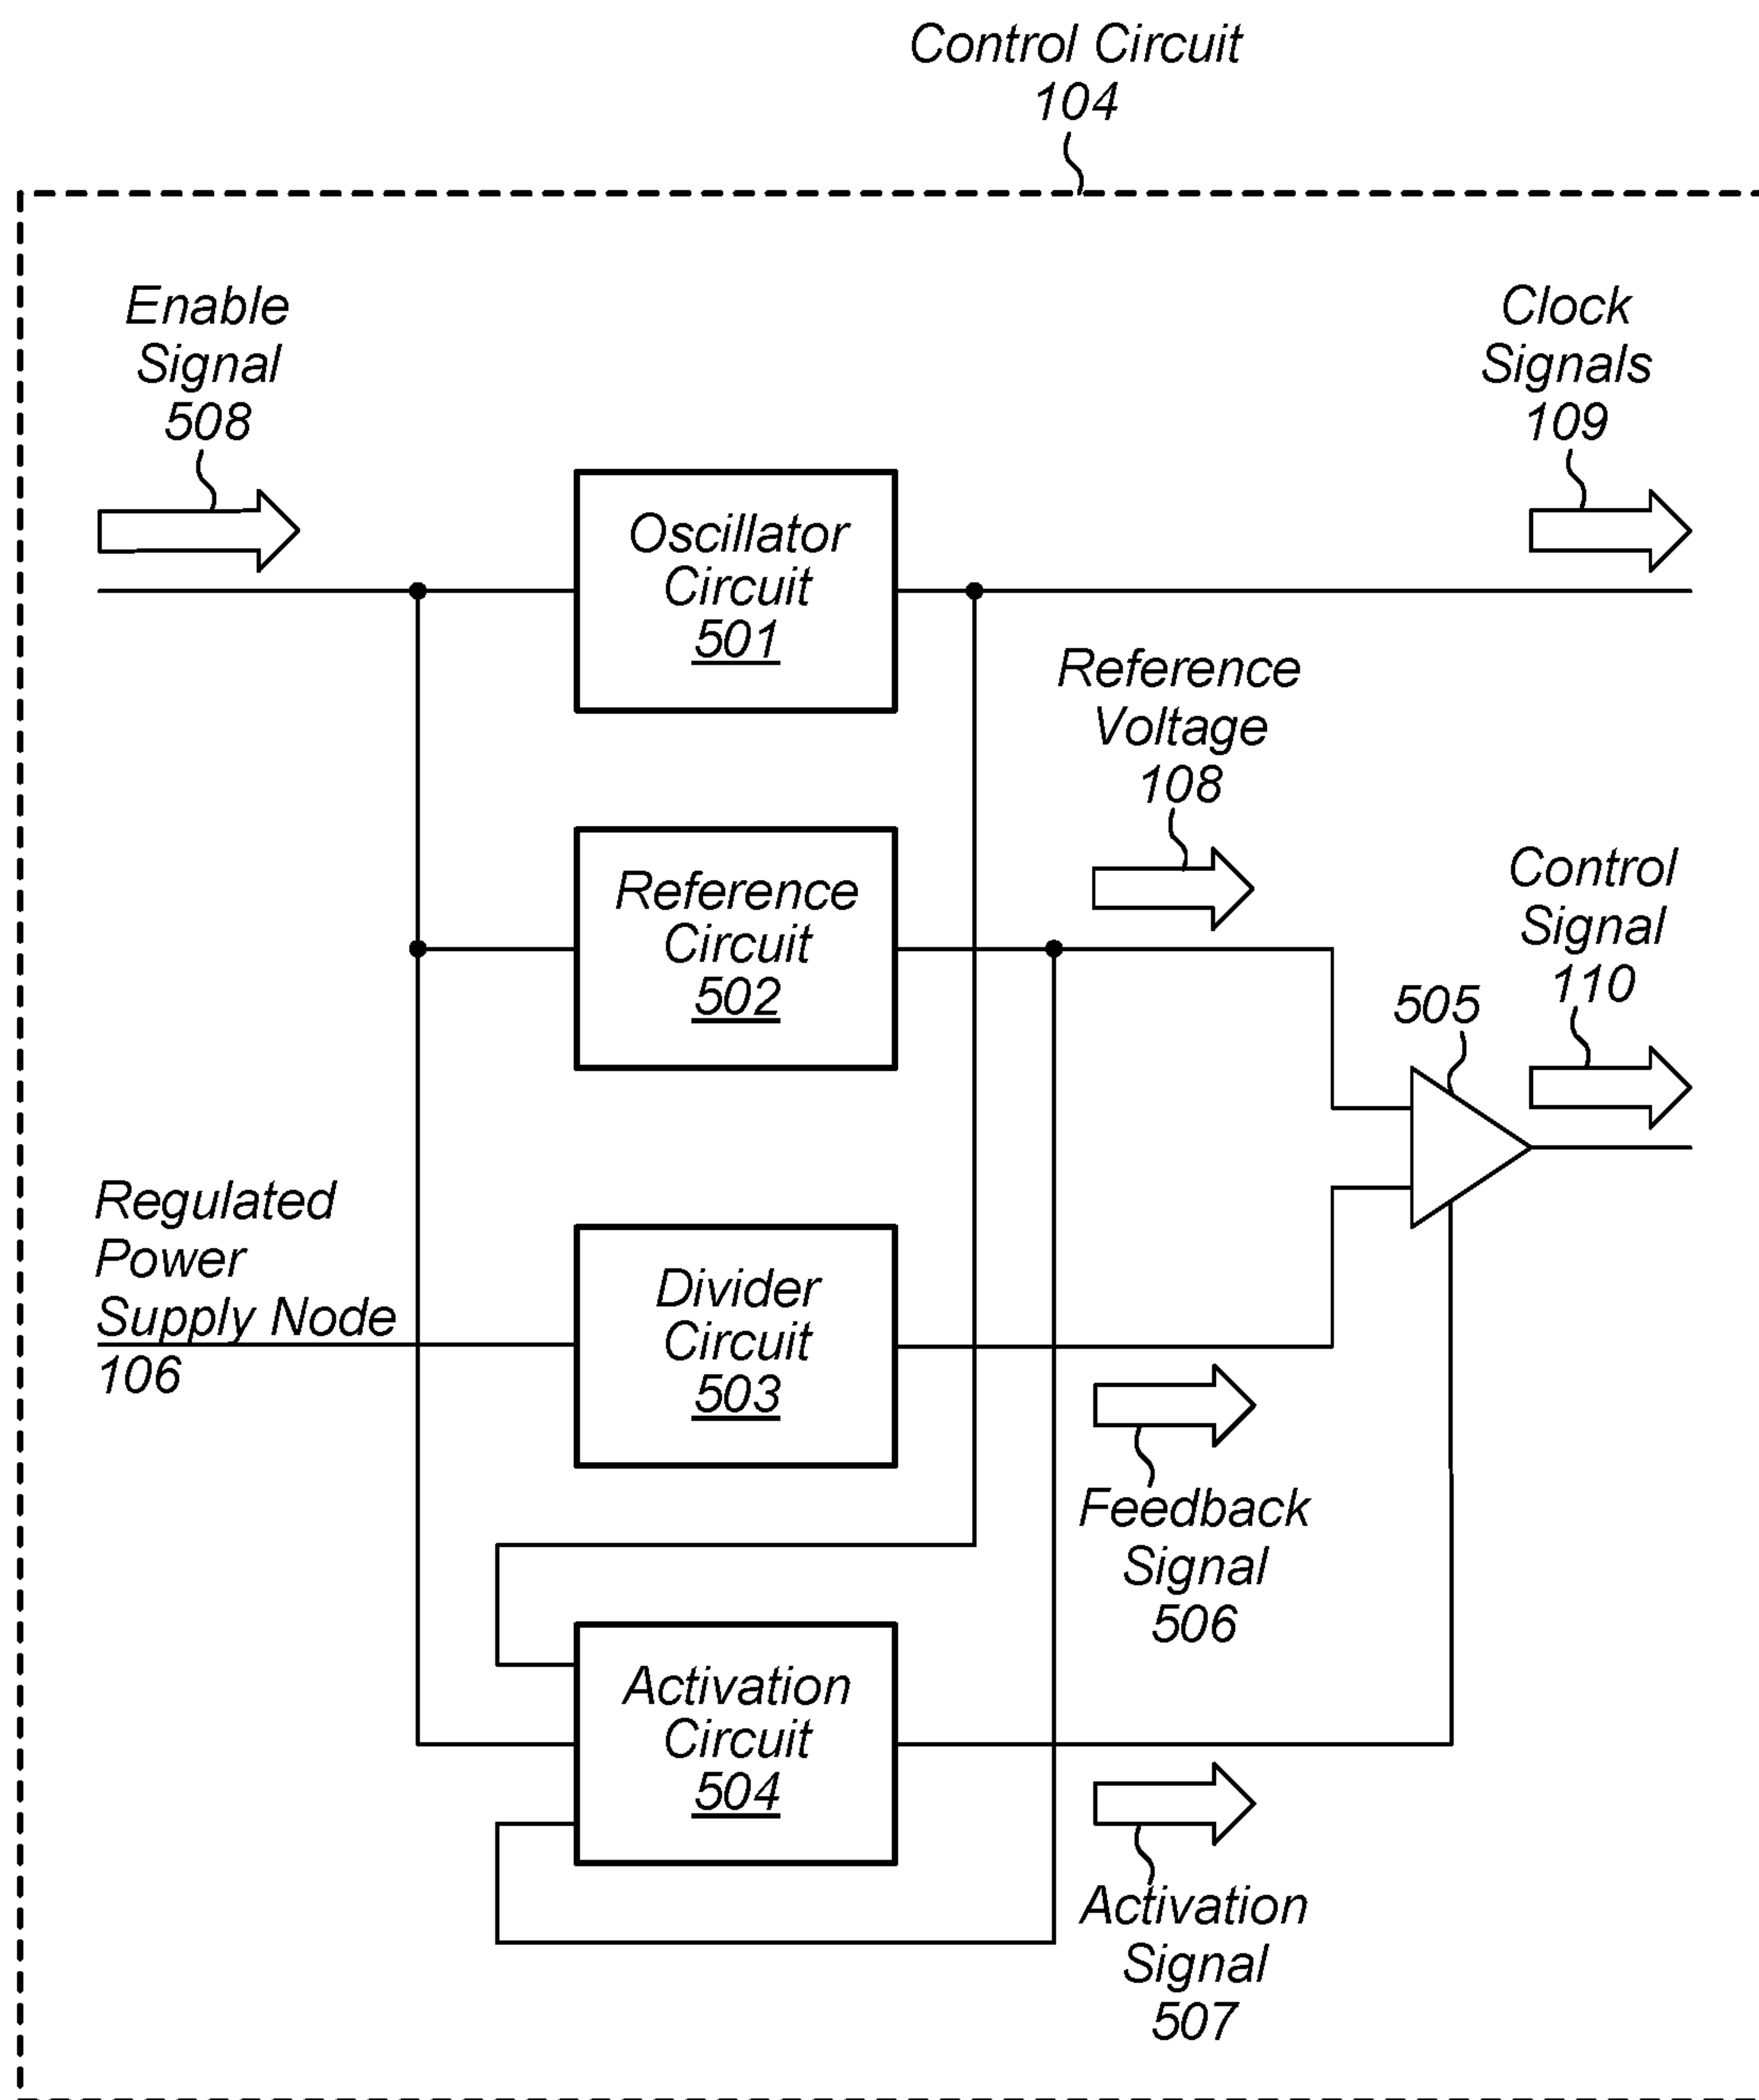 Control Circuit
104
Enable
Signal
508
Clock
Signals
109
Oscillator
Circuit
501
Reference
Voltage
108
Reference
Circuit
502
Control
Signal
110
505
Regulated
Power
Supply Node
106
Divider
Circuit
503
Feedback
Signal
506
Activation
Circuit
504
Activation
Signal
507